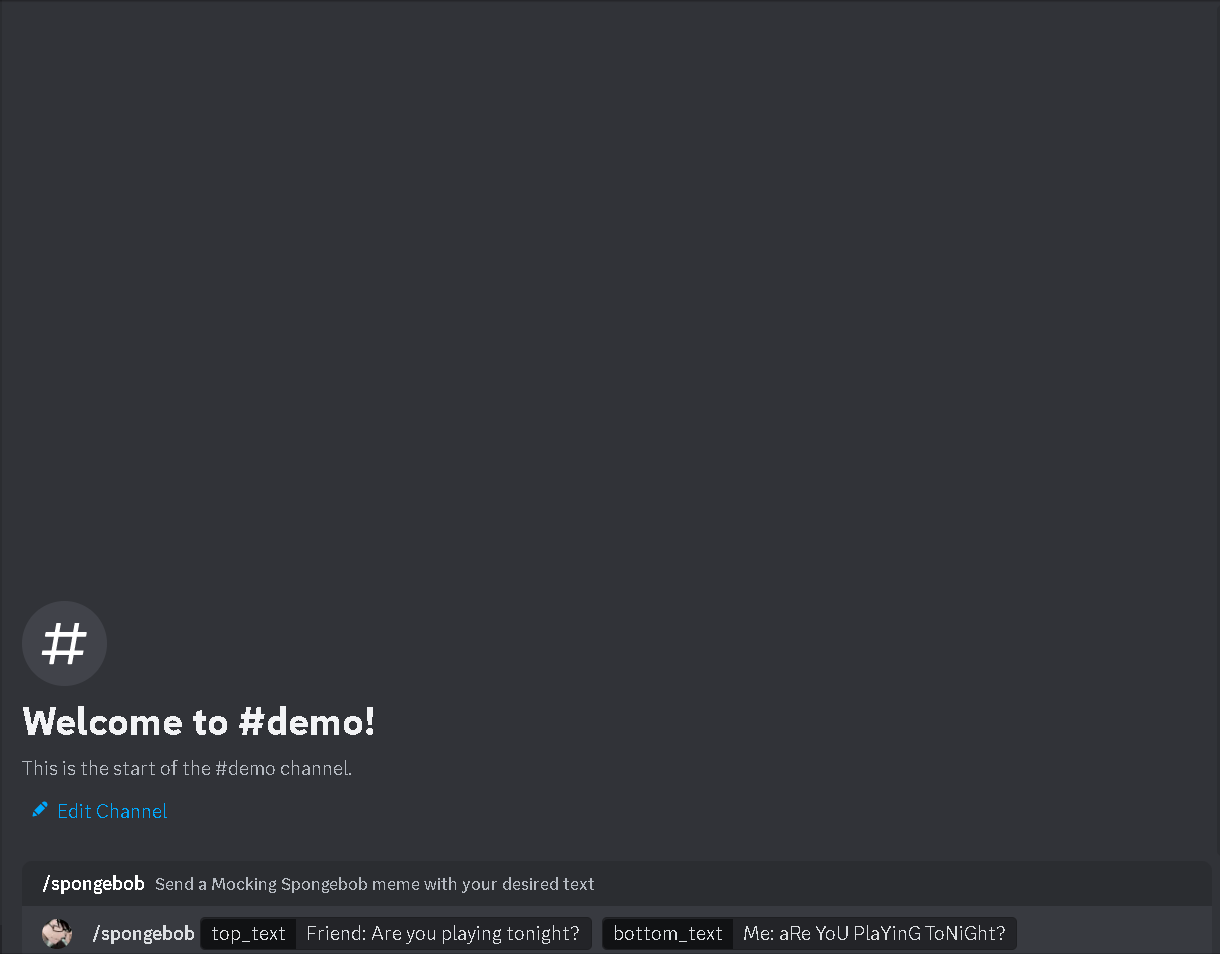 #
Welcome to #demo!
This is the start of the #demo channel.
Edit Channel
/spongebob Send a Mocking Spongebob meme with your desired text
/spongebob top_text Friend: Are you playing tonight? bottom_text Me: aRe YoU PlaYinG ToNiGht?